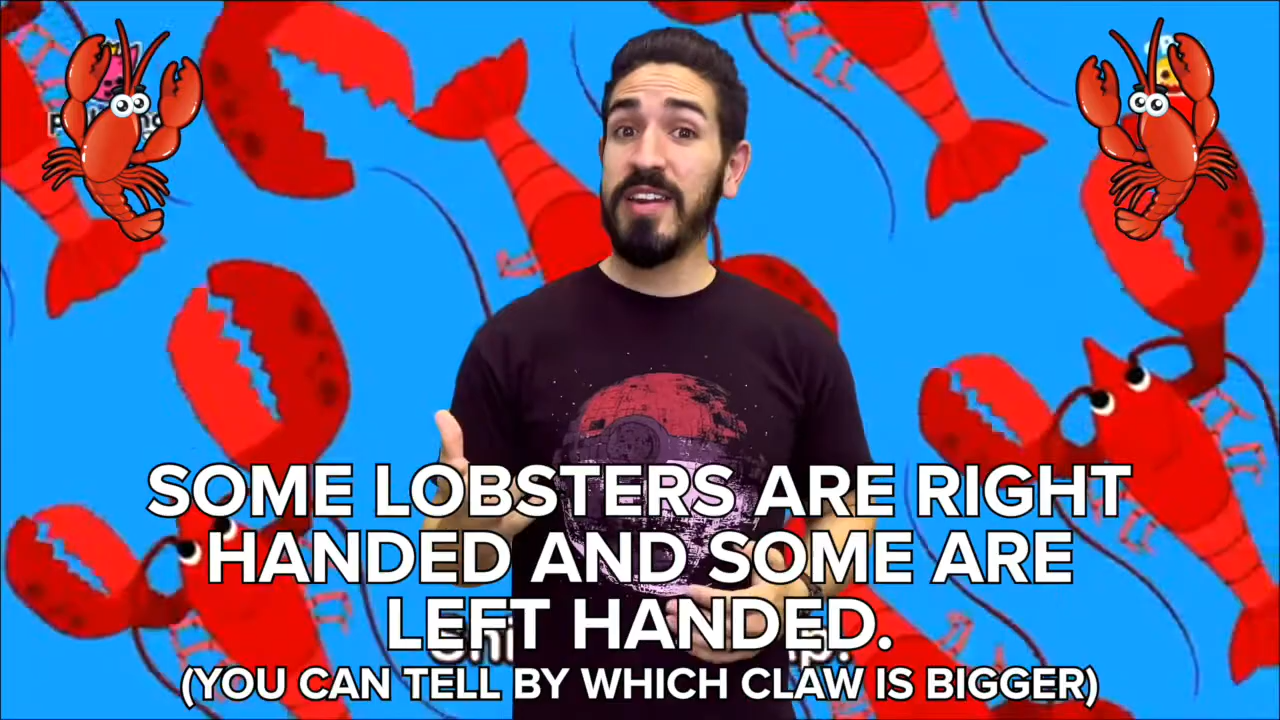 SOME LOBSTERS ARE RIGHT
HANDED AND SOME ARE
LEFT HANDED.
(YOU CAN TELL BY WHICH CLAW IS BIGGER)